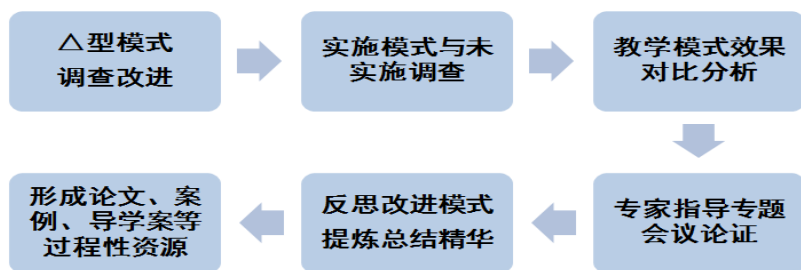 △型模式
调查改进
实施模式与未
实施调查
教学模式效果
对比分析
专家指导专题
会议论证
反思改进模式
提炼总结精华
形成论文、案
例、导学案等
过程性资源